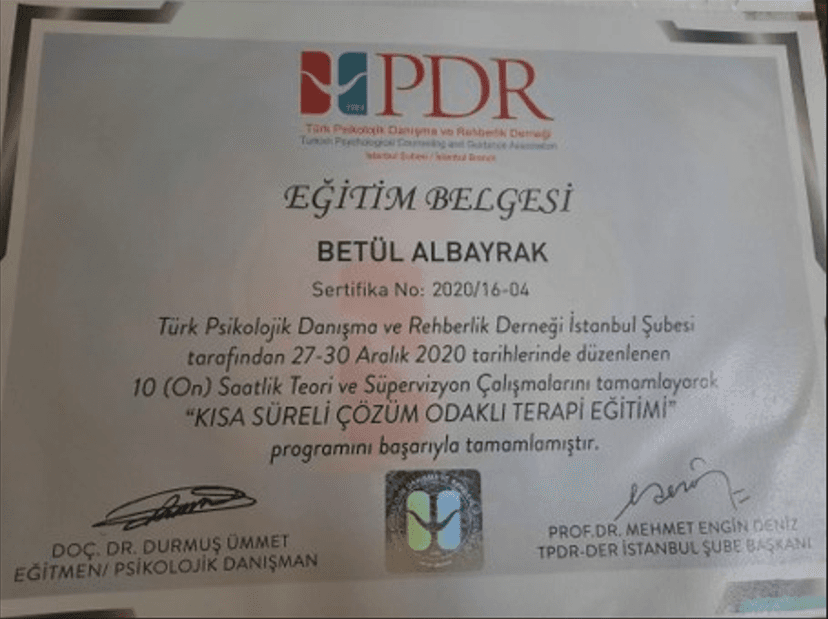 PDR
Türk Psikolojik Danışma ve Rehberlik Derneği
Turkish Psychological Counseling and Guidance Association
İstanbul Şubesi / İstanbul Branch
EĞİTİM BELGESİ
BETÜL ALBAYRAK
Sertifika No: 2020/16-04
Türk Psikolojik Danışma ve Rehberlik Derneği İstanbul Şubesi
tarafından 27-30 Aralık 2020 tarihlerinde düzenlenen
10 (On) Saatlik Teori ve Süpervizyon Çalışmalarını tamamlayarak
“KISA SÜRELİ ÇÖZÜM ODAKLI TERAPİ EĞİTİMİ”
programını başarıyla tamamlamıştır.
DOÇ. DR. DURMUŞ ÜMMET
EĞİTMEN/ PSİKOLOJİK DANIŞMAN
PROF.DR. MEHMET ENGİN DENİZ
TPDR-DER İSTANBUL ŞUBE BAŞKANI